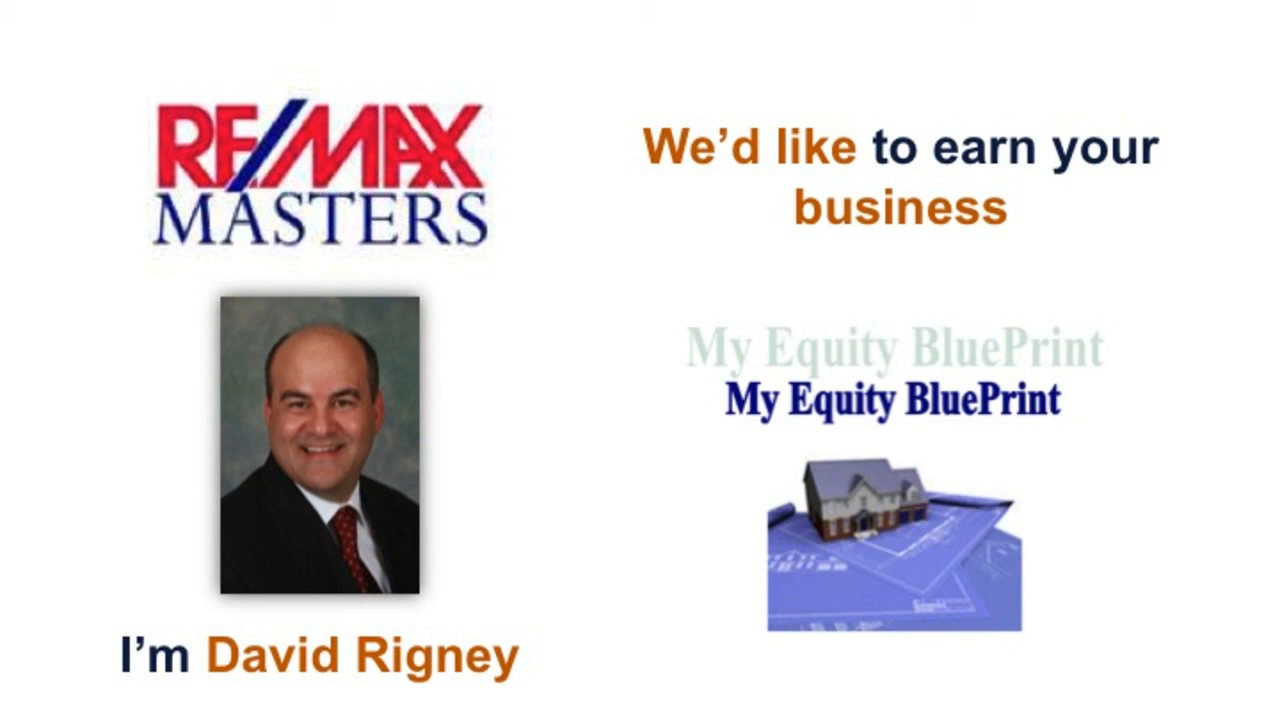 RE/MAX
MASTERS
I’m David Rigney
We’d like to earn your
business
My Equity BluePrint
My Equity BluePrint